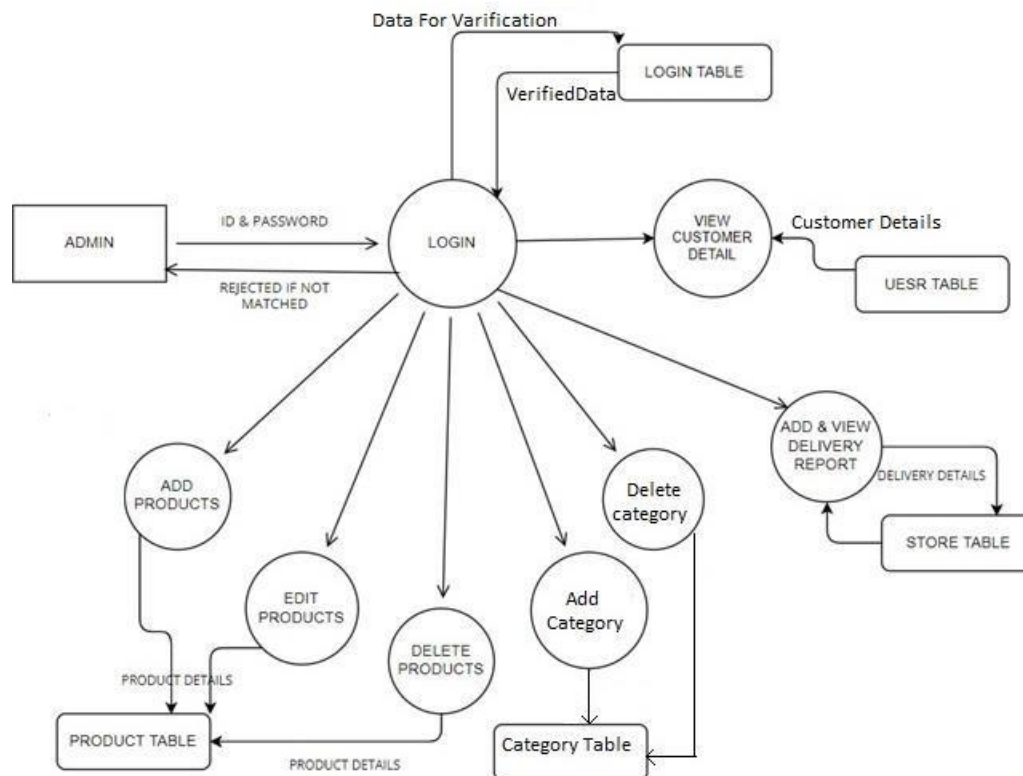 Data For Varification
LOGIN TABLE
VerifiedData
ID & PASSWORD
ADMIN
LOGIN
VIEW
CUSTOMER
DETAIL
Customer Details
REJECTED IF NOT
MATCHED
UESR TABLE
ADD & VIEW
DELIVERY
REPORT
DELIVERY DETAILS
ADD
PRODUCTS
Delete
category
STORE TABLE
EDIT
PRODUCTS
Add
Category
DELETE
PRODUCTS
PRODUCT DETAILS
PRODUCT TABLE
Category Table
PRODUCT DETAILS